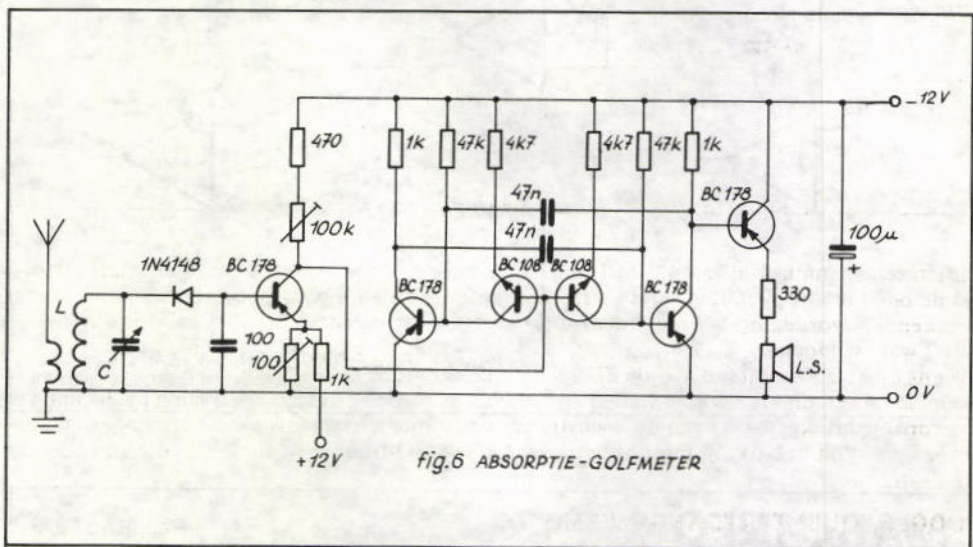 -12V
470
1k
47k
4k7
4k7
47k
1k
47n
BC 178
100k
47n
100µ
+
1N4148
BC 178
BC 108
BC 108
L
BC 178
BC 178
330
100
C
100
1k
L.S.
0V
+12V
fig.6 ABSORPTIE-GOLFMETER